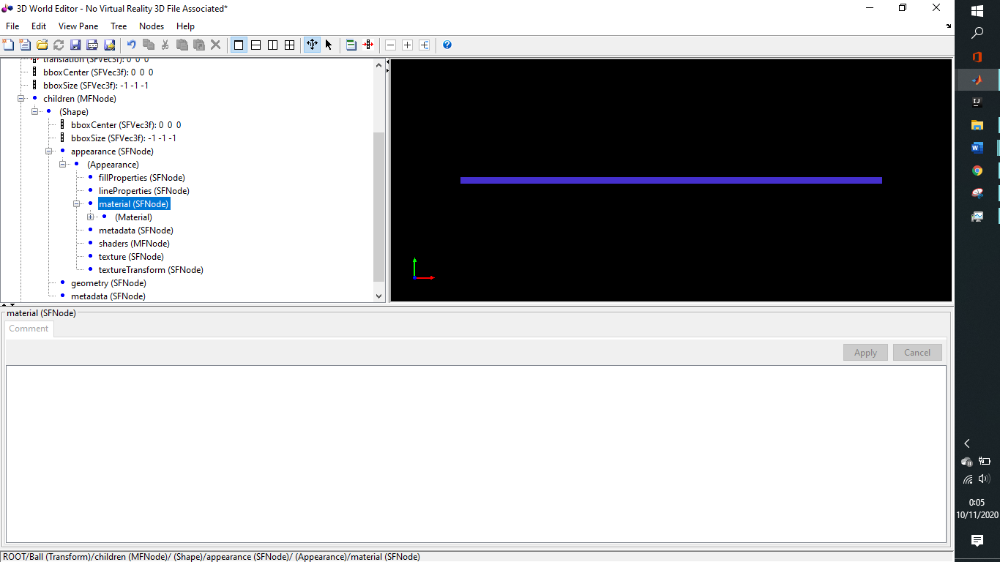 3D World Editor - No Virtual Reality 3D File Associated*
File Edit View Pane Tree Nodes Help
translation (SFVec3f): 0 0 0
bboxCenter (SFVec3f): 0 0 0
bboxSize (SFVec3f): -1 -1 -1
children (MFNode)
(Shape)
bboxCenter (SFVec3f): 0 0 0
bboxSize (SFVec3f): -1 -1 -1
appearance (SFNode)
(Appearance)
fillProperties (SFNode)
lineProperties (SFNode)
material (SFNode)
(Material)
metadata (SFNode)
shaders (MFNode)
texture (SFNode)
textureTransform (SFNode)
geometry (SFNode)
metadata (SFNode)
material (SFNode)
Comment
Apply Cancel
ROOT/Ball (Transform)/children (MFNode)/ (Shape)/appearance (SFNode)/ (Appearance)/material (SFNode)
IJ
W
0:05
10/11/2020